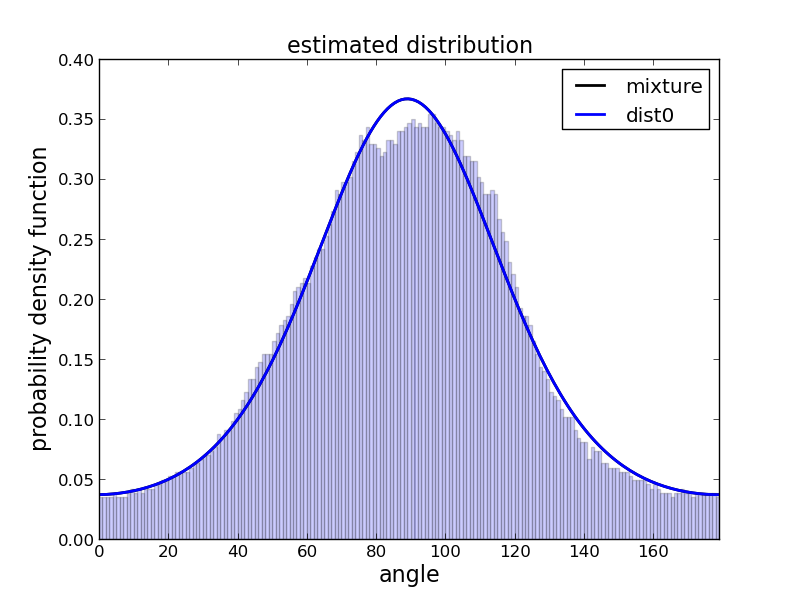 estimated distribution
mixture
dist0
probability density function
0.40
0.35
0.30
0.25
0.20
0.15
0.10
0.05
0.00
0 20 40 60 80 100 120 140 160
angle